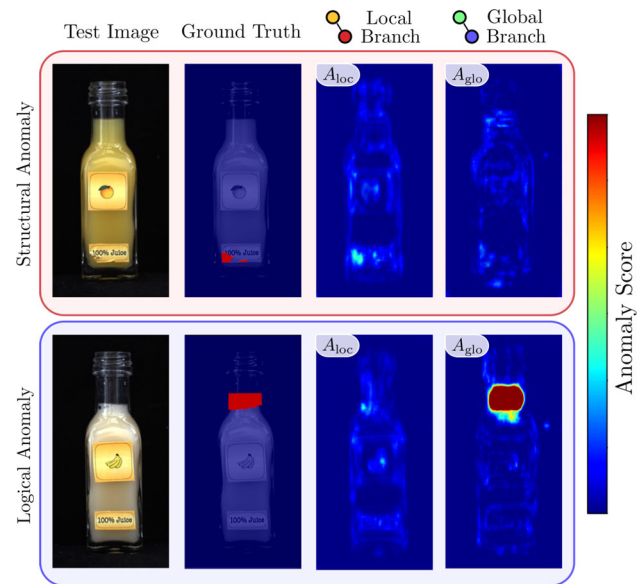 Test Image
Ground Truth
Local
Branch
Global
Branch
Structural Anomaly
A_loc
A_glo
100% Juice
100% Juice
Logical Anomaly
A_loc
A_glo
100% Juice
100% Juice
Anomaly Score